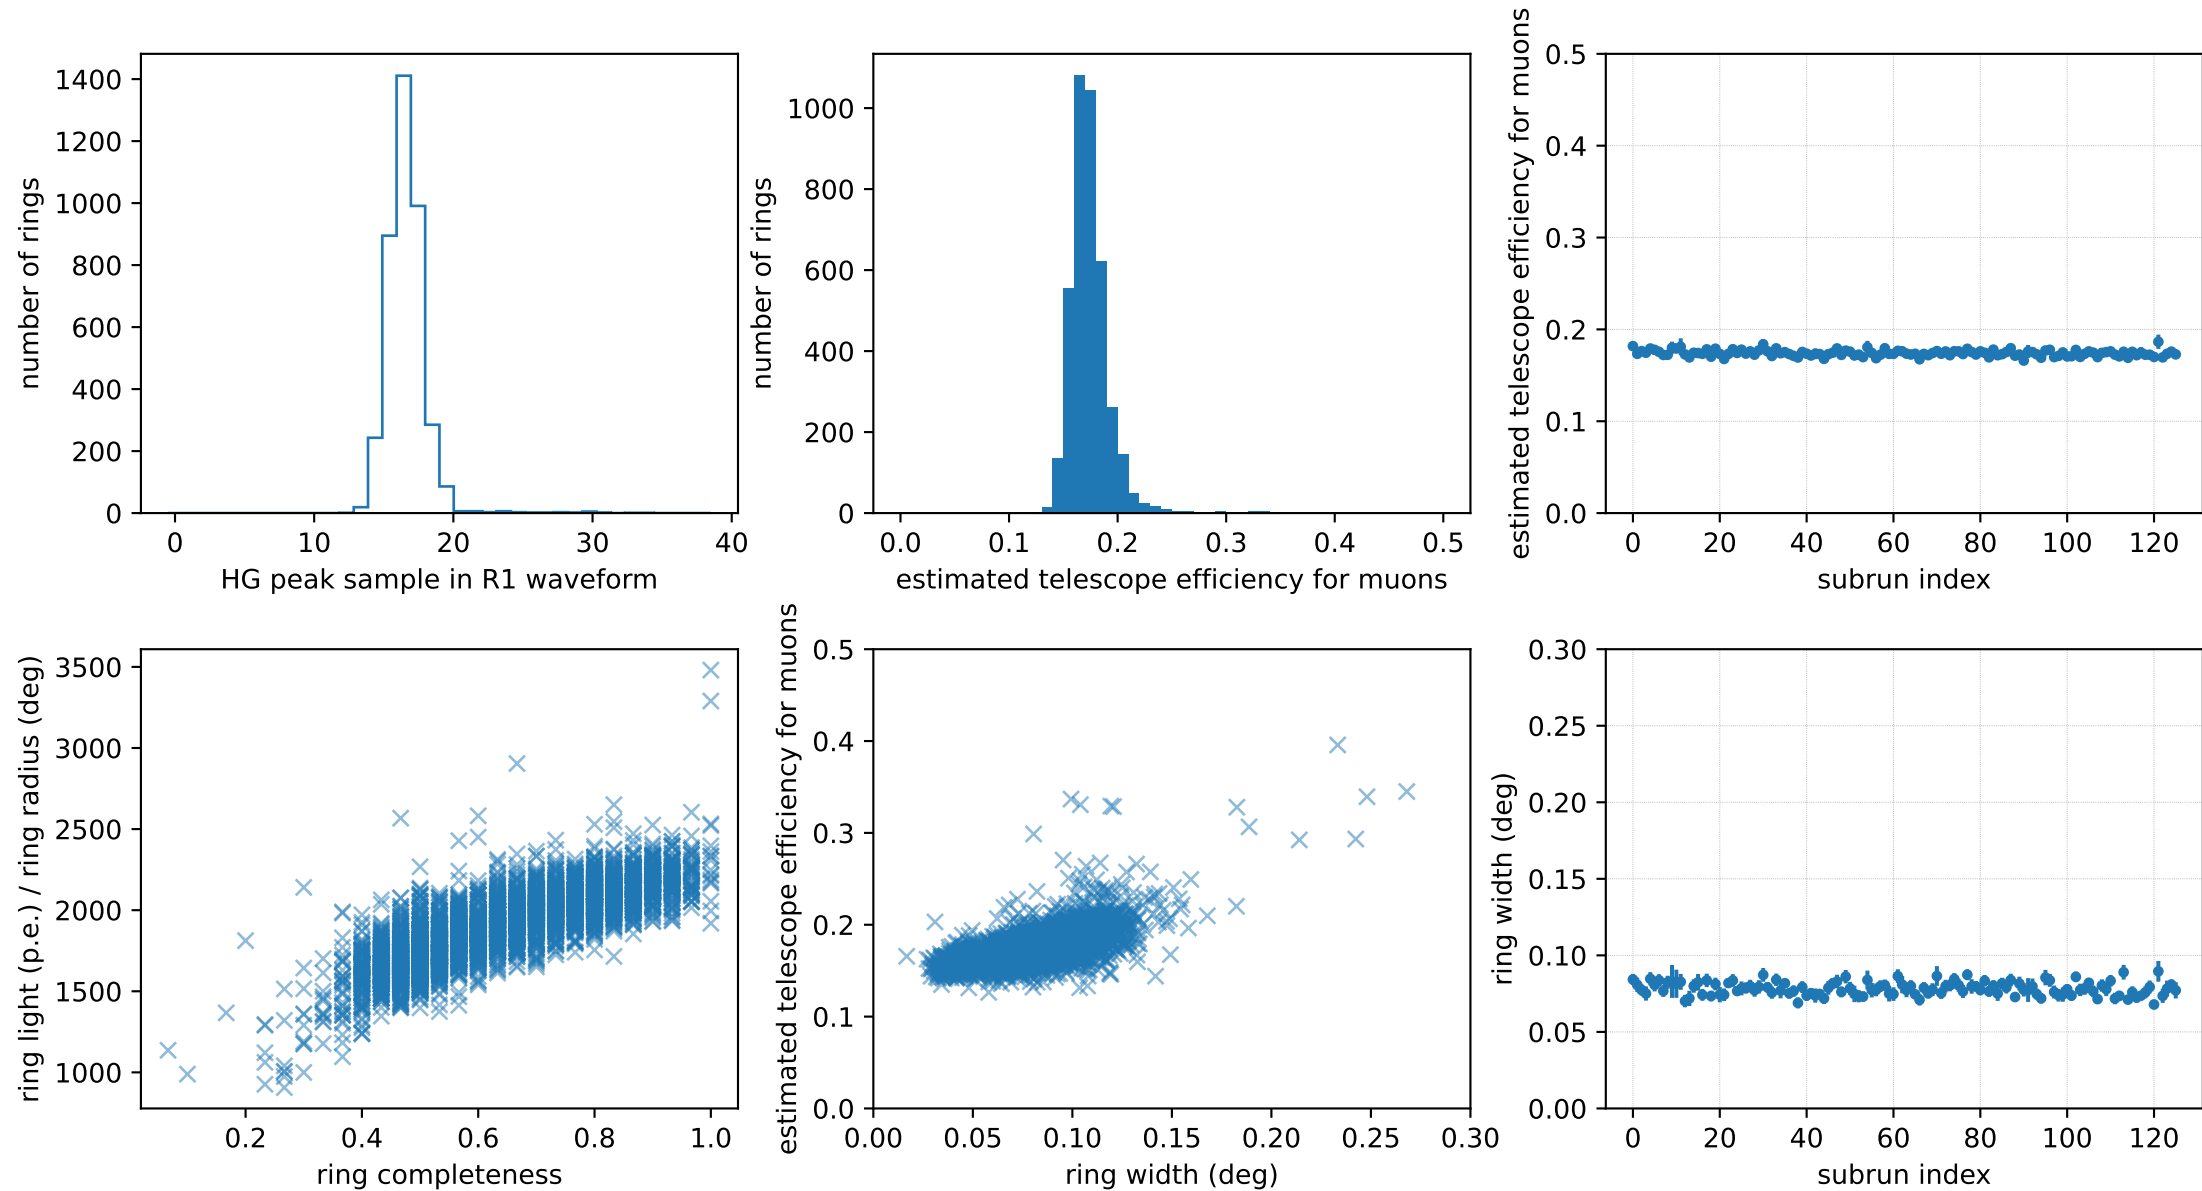 number of rings
1400
1200
1000
800
600
400
200
0
0 10 20 30 40
HG peak sample in R1 waveform
number of rings
1000
800
600
400
200
0
0.0 0.1 0.2 0.3 0.4 0.5
estimated telescope efficiency for muons
estimated telescope efficiency for muons
0.5
0.4
0.3
0.2
0.1
0.0
0 20 40 60 80 100 120
subrun index
ring light (p.e.) / ring radius (deg)
3500
3000
2500
2000
1500
1000
0.2 0.4 0.6 0.8 1.0
ring completeness
estimated telescope efficiency for muons
0.5
0.4
0.3
0.2
0.1
0.0
0.00 0.05 0.10 0.15 0.20 0.25 0.30
ring width (deg)
ring width (deg)
0.30
0.25
0.20
0.15
0.10
0.05
0.00
0 20 40 60 80 100 120
subrun index